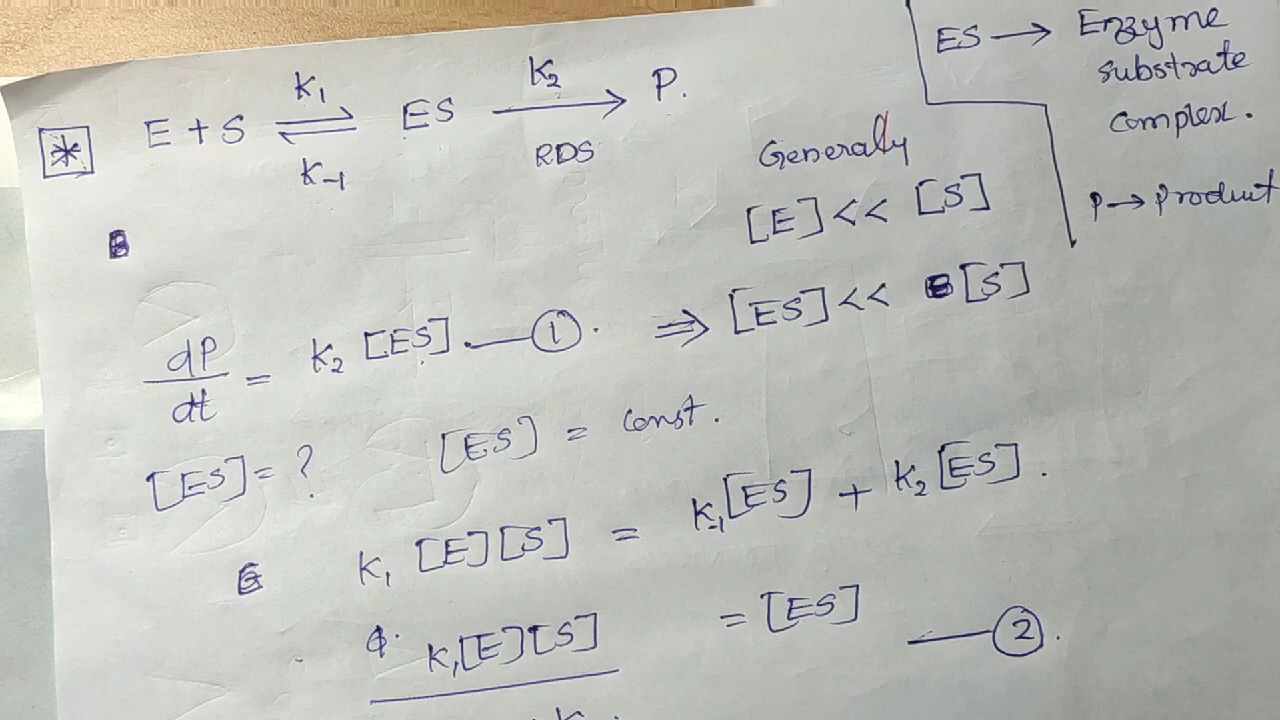 ES → Enzyme
substrate
complex.
P → product
* E + S ⇌ ES → P.
K₁ K₂
K₋₁ RDS
Generally
[E] << [S]
dP/dt = K₂ [ES]. — ①. ⇒ [ES] << [S]
[ES] = ? [ES] = const.
K₁ [E][S] = K₋₁[ES] + K₂[ES].
K₁[E][S] = [ES] — ②.